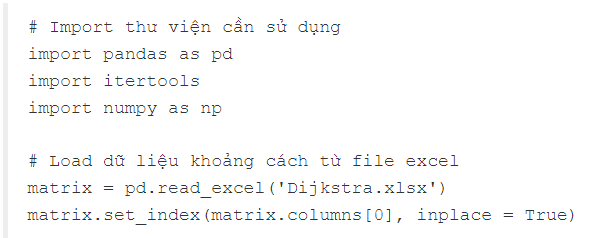 # Import thư viện cần sử dụng
import pandas as pd
import itertools
import numpy as np
# Load dữ liệu khoảng cách từ file excel
matrix = pd.read_excel('Dijkstra.xlsx')
matrix.set_index(matrix.columns[0], inplace = True)